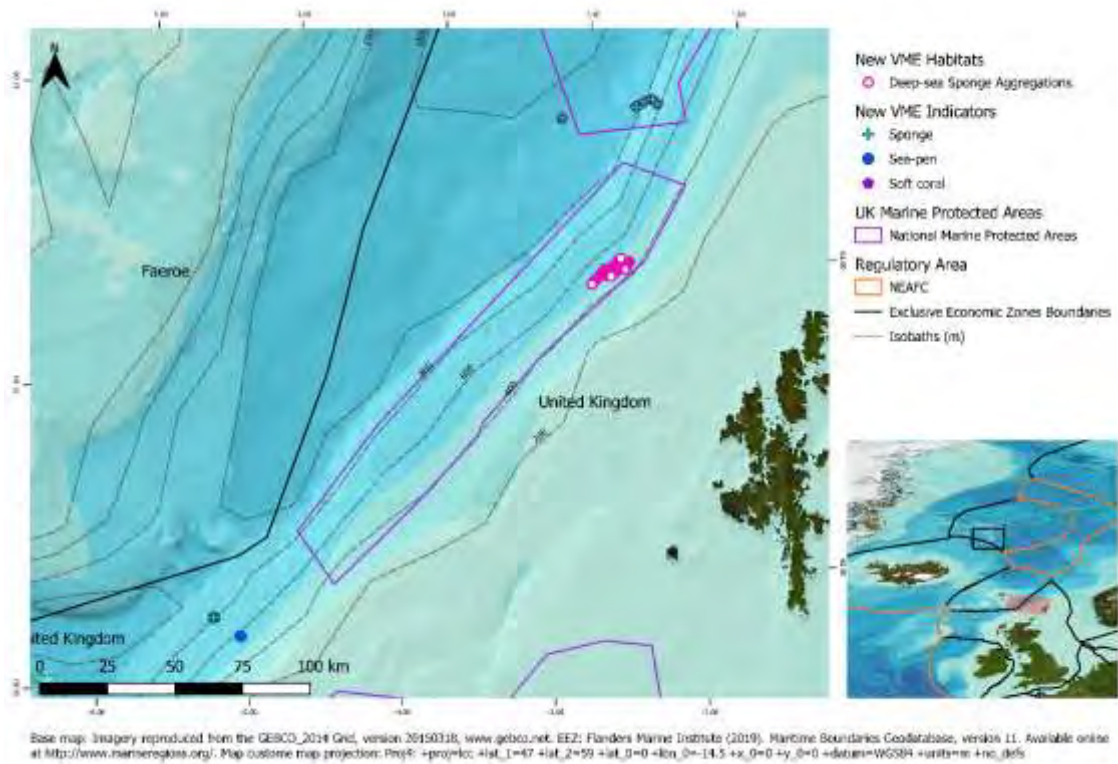 N
Faeroe
United Kingdom
ited Kingdom
0 25 50 75 100 km
New VME Habitats
Deep-sea Sponge Aggregations
New VME Indicators
Sponge
Sea-pen
Soft coral
UK Marine Protected Areas
National Marine Protected Areas
Regulatory Area
NEAFC
Exclusive Economic Zones Boundaries
Isobaths (m)
Base map: Imagery reproduced from the GEBCO_2014 Grid, version 20150318, www.gebco.net. EEZ: Flanders Marine Institute (2019). Maritime Boundaries Geodatabase, version 11. Available online
at http://www.marineregions.org/. Map custome map projection: Proj4: +proj=lcc +lat_1=47 +lat_2=59 +lat_0=0 +lon_0=-14.5 +x_0=0 +y_0=0 +datum=WGS84 +units=m +no_defs